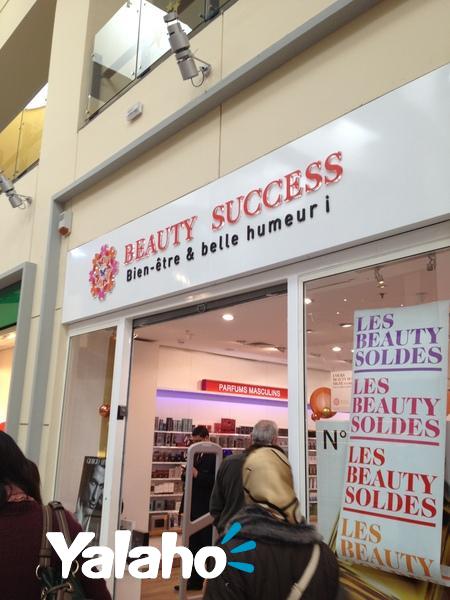 BEAUTY SUCCESS
Bien-être & belle humeur i
PARFUMS MASCULINS
LES
BEAUTY
SOLDES
LES
BEAUTY
SOLDES
LES
BEAUTY
SOLDES
LES
BEAUTY
N°
Yalaho